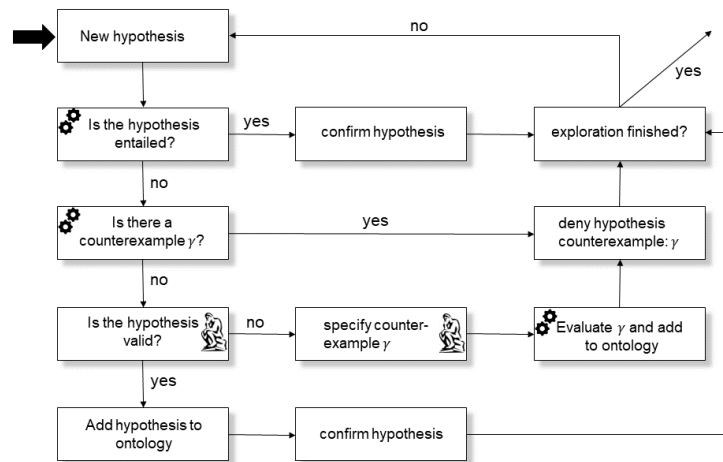 no
New hypothesis
yes
Is the hypothesis
entailed?
yes
confirm hypothesis
exploration finished?
no
Is there a
counterexample γ?
yes
deny hypothesis
counterexample: γ
no
Is the hypothesis
valid?
no
specify counter-
example γ
Evaluate γ and add
to ontology
yes
Add hypothesis to
ontology
confirm hypothesis